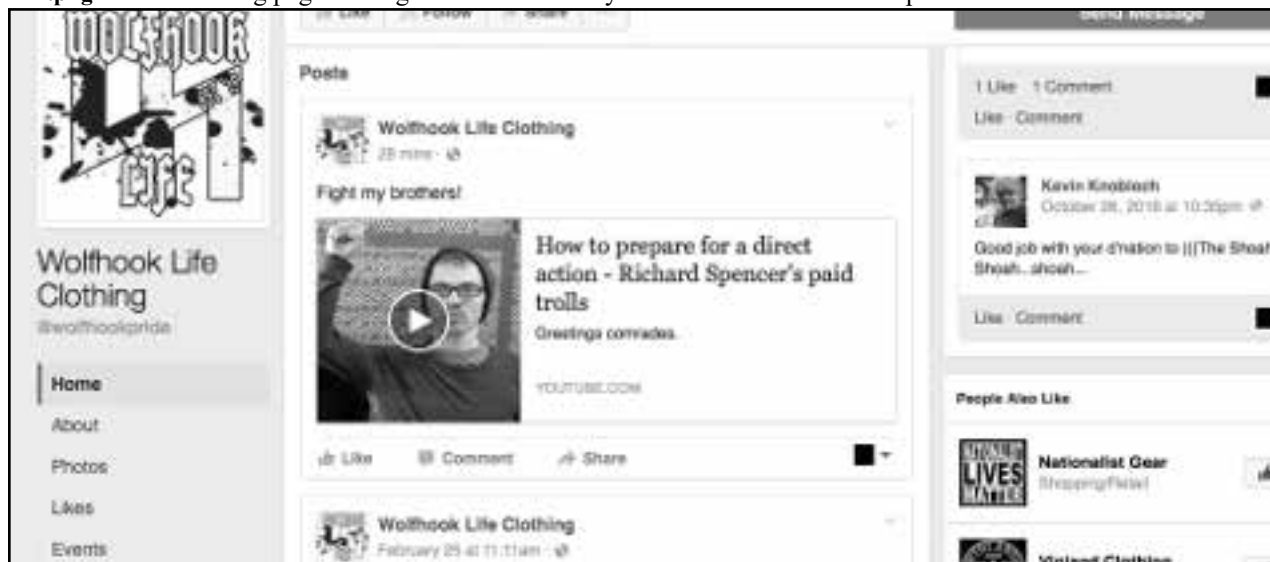 Like Follow Share
Send Message
WOLFHOOK
LIFE
Wolfhook Life
Clothing
@wolfhookpride
Home
About
Photos
Likes
Events
Posts
Wolfhook Life Clothing
28 mins
Fight my brothers!
How to prepare for a direct
action - Richard Spencer's paid
trolls
Greetings comrades.
YOUTUBE.COM
Like Comment Share
Wolfhook Life Clothing
February 25 at 11:11am
1 Like 1 Comment
Like Comment
Kevin Knobloch
October 28, 2016 at 10:35pm
Good job with your d'nation to (((The Shoah
Shoah.. shoah...
Like Comment
People Also Like
LIVES
MATTER
Nationalist Gear
Shopping/Retail
Vinland Clothing